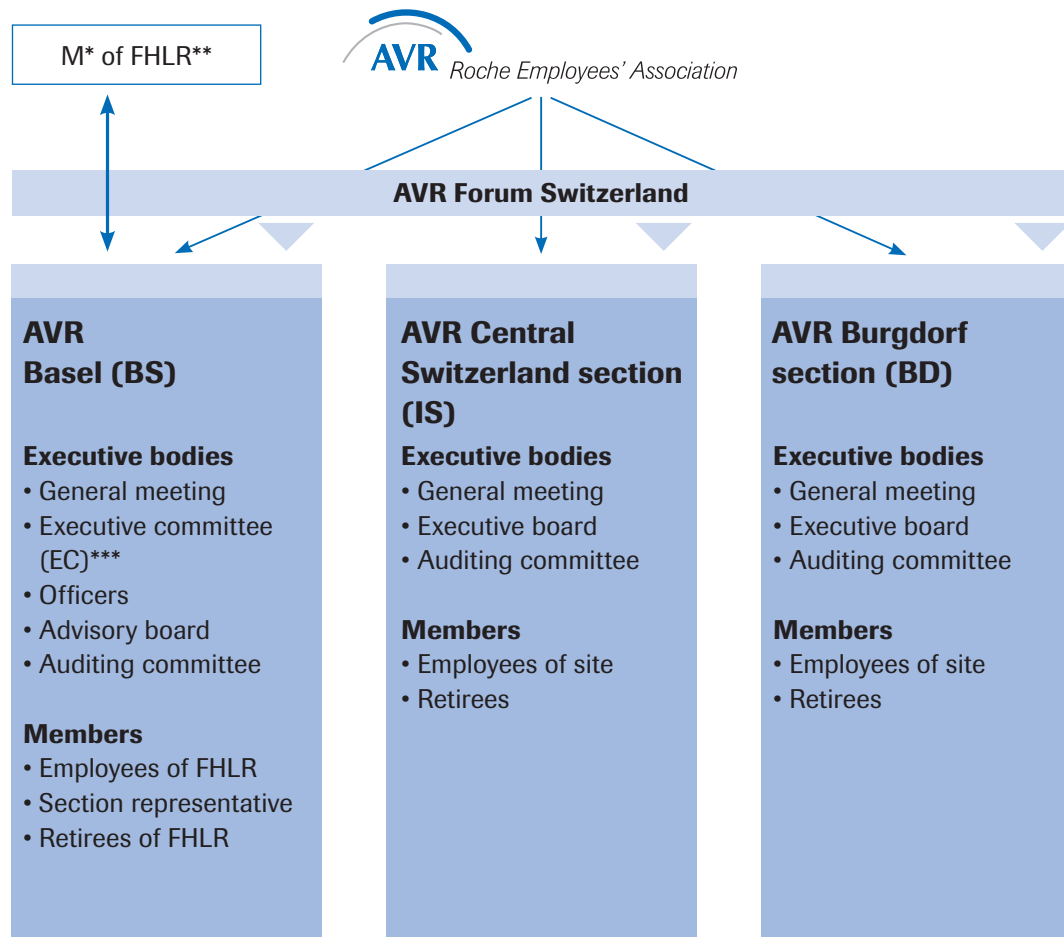 M* of FHLR**
AVR Roche Employees' Association
AVR Forum Switzerland
AVR
Basel (BS)
Executive bodies
• General meeting
• Executive committee
(EC)***
• Officers
• Advisory board
• Auditing committee
Members
• Employees of FHLR
• Section representative
• Retirees of FHLR
AVR Central
Switzerland section
(IS)
Executive bodies
• General meeting
• Executive board
• Auditing committee
Members
• Employees of site
• Retirees
AVR Burgdorf
section (BD)
Executive bodies
• General meeting
• Executive board
• Auditing committee
Members
• Employees of site
• Retirees